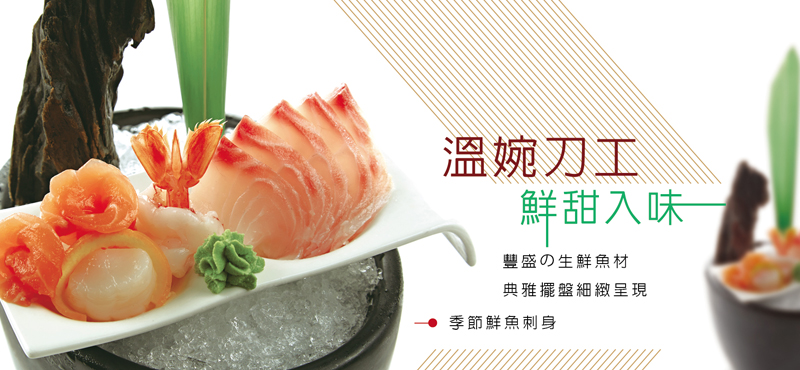 溫婉刀工
鮮甜入味
豐盛の生鮮魚材
典雅擺盤細緻呈現
季節鮮魚刺身